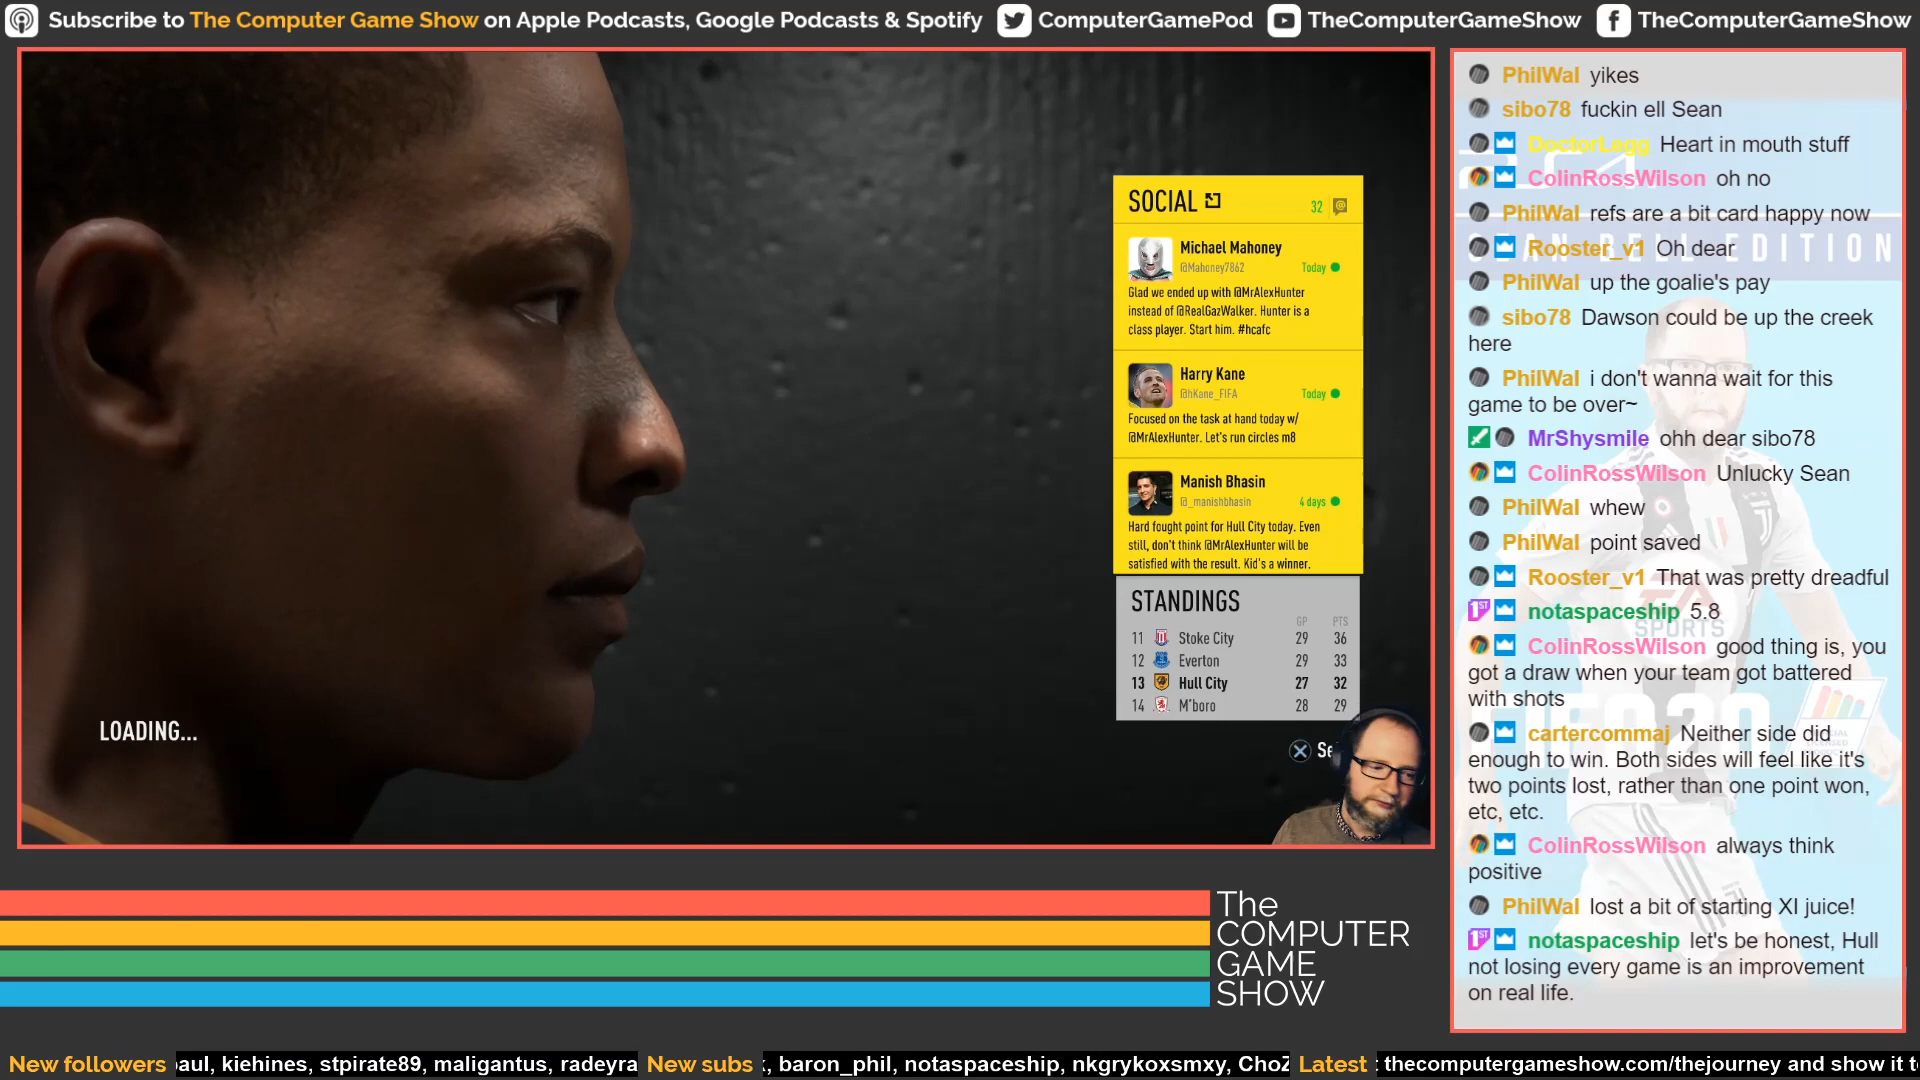 Subscribe to The Computer Game Show on Apple Podcasts, Google Podcasts & Spotify
ComputerGamePod
TheComputerGameShow
TheComputerGameShow
SOCIAL
32
Michael Mahoney
@Mahoney7862
Today
Glad we ended up with @MrAlexHunter
instead of @RealGazWalker. Hunter is a
class player. Start him. #hcafc
Harry Kane
@hKane_FIFA
Today
Focused on the task at hand today w/
@MrAlexHunter. Let's run circles m8
Manish Bhasin
@_manishbhasin
4 days
Hard fought point for Hull City today. Even
still, don't think @MrAlexHunter will be
satisfied with the result. Kid's a winner.
STANDINGS
GP PTS
11 Stoke City 29 36
12 Everton 29 33
13 Hull City 27 32
14 M'boro 28 29
LOADING...
PhilWal yikes
sibo78 fuckin ell Sean
DoctorLegg Heart in mouth stuff
ColinRossWilson oh no
PhilWal refs are a bit card happy now
Rooster_v1 Oh dear
PhilWal up the goalie's pay
sibo78 Dawson could be up the creek
here
PhilWal i don't wanna wait for this
game to be over~
MrShysmile ohh dear sibo78
ColinRossWilson Unlucky Sean
PhilWal whew
PhilWal point saved
Rooster_v1 That was pretty dreadful
notaspaceship 5.8
ColinRossWilson good thing is, you
got a draw when your team got battered
with shots
cartercommaj Neither side did
enough to win. Both sides will feel like it's
two points lost, rather than one point won,
etc, etc.
ColinRossWilson always think
positive
PhilWal lost a bit of starting XI juice!
notaspaceship let's be honest, Hull
not losing every game is an improvement
on real life.
EDITION
EA
SPORTS
The
COMPUTER
GAME
SHOW
New followers aul, kiehines, stpirate89, maligantus, radeyra
New subs , baron_phil, notaspaceship, nkgrykoxsmxy, ChoZ
Latest : thecomputergameshow.com/thejourney and show it t